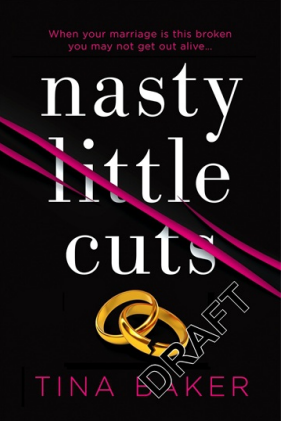 When your marriage is this broken
you may not get out alive...
nasty
little
cuts
DRAFT
TINA BAKER